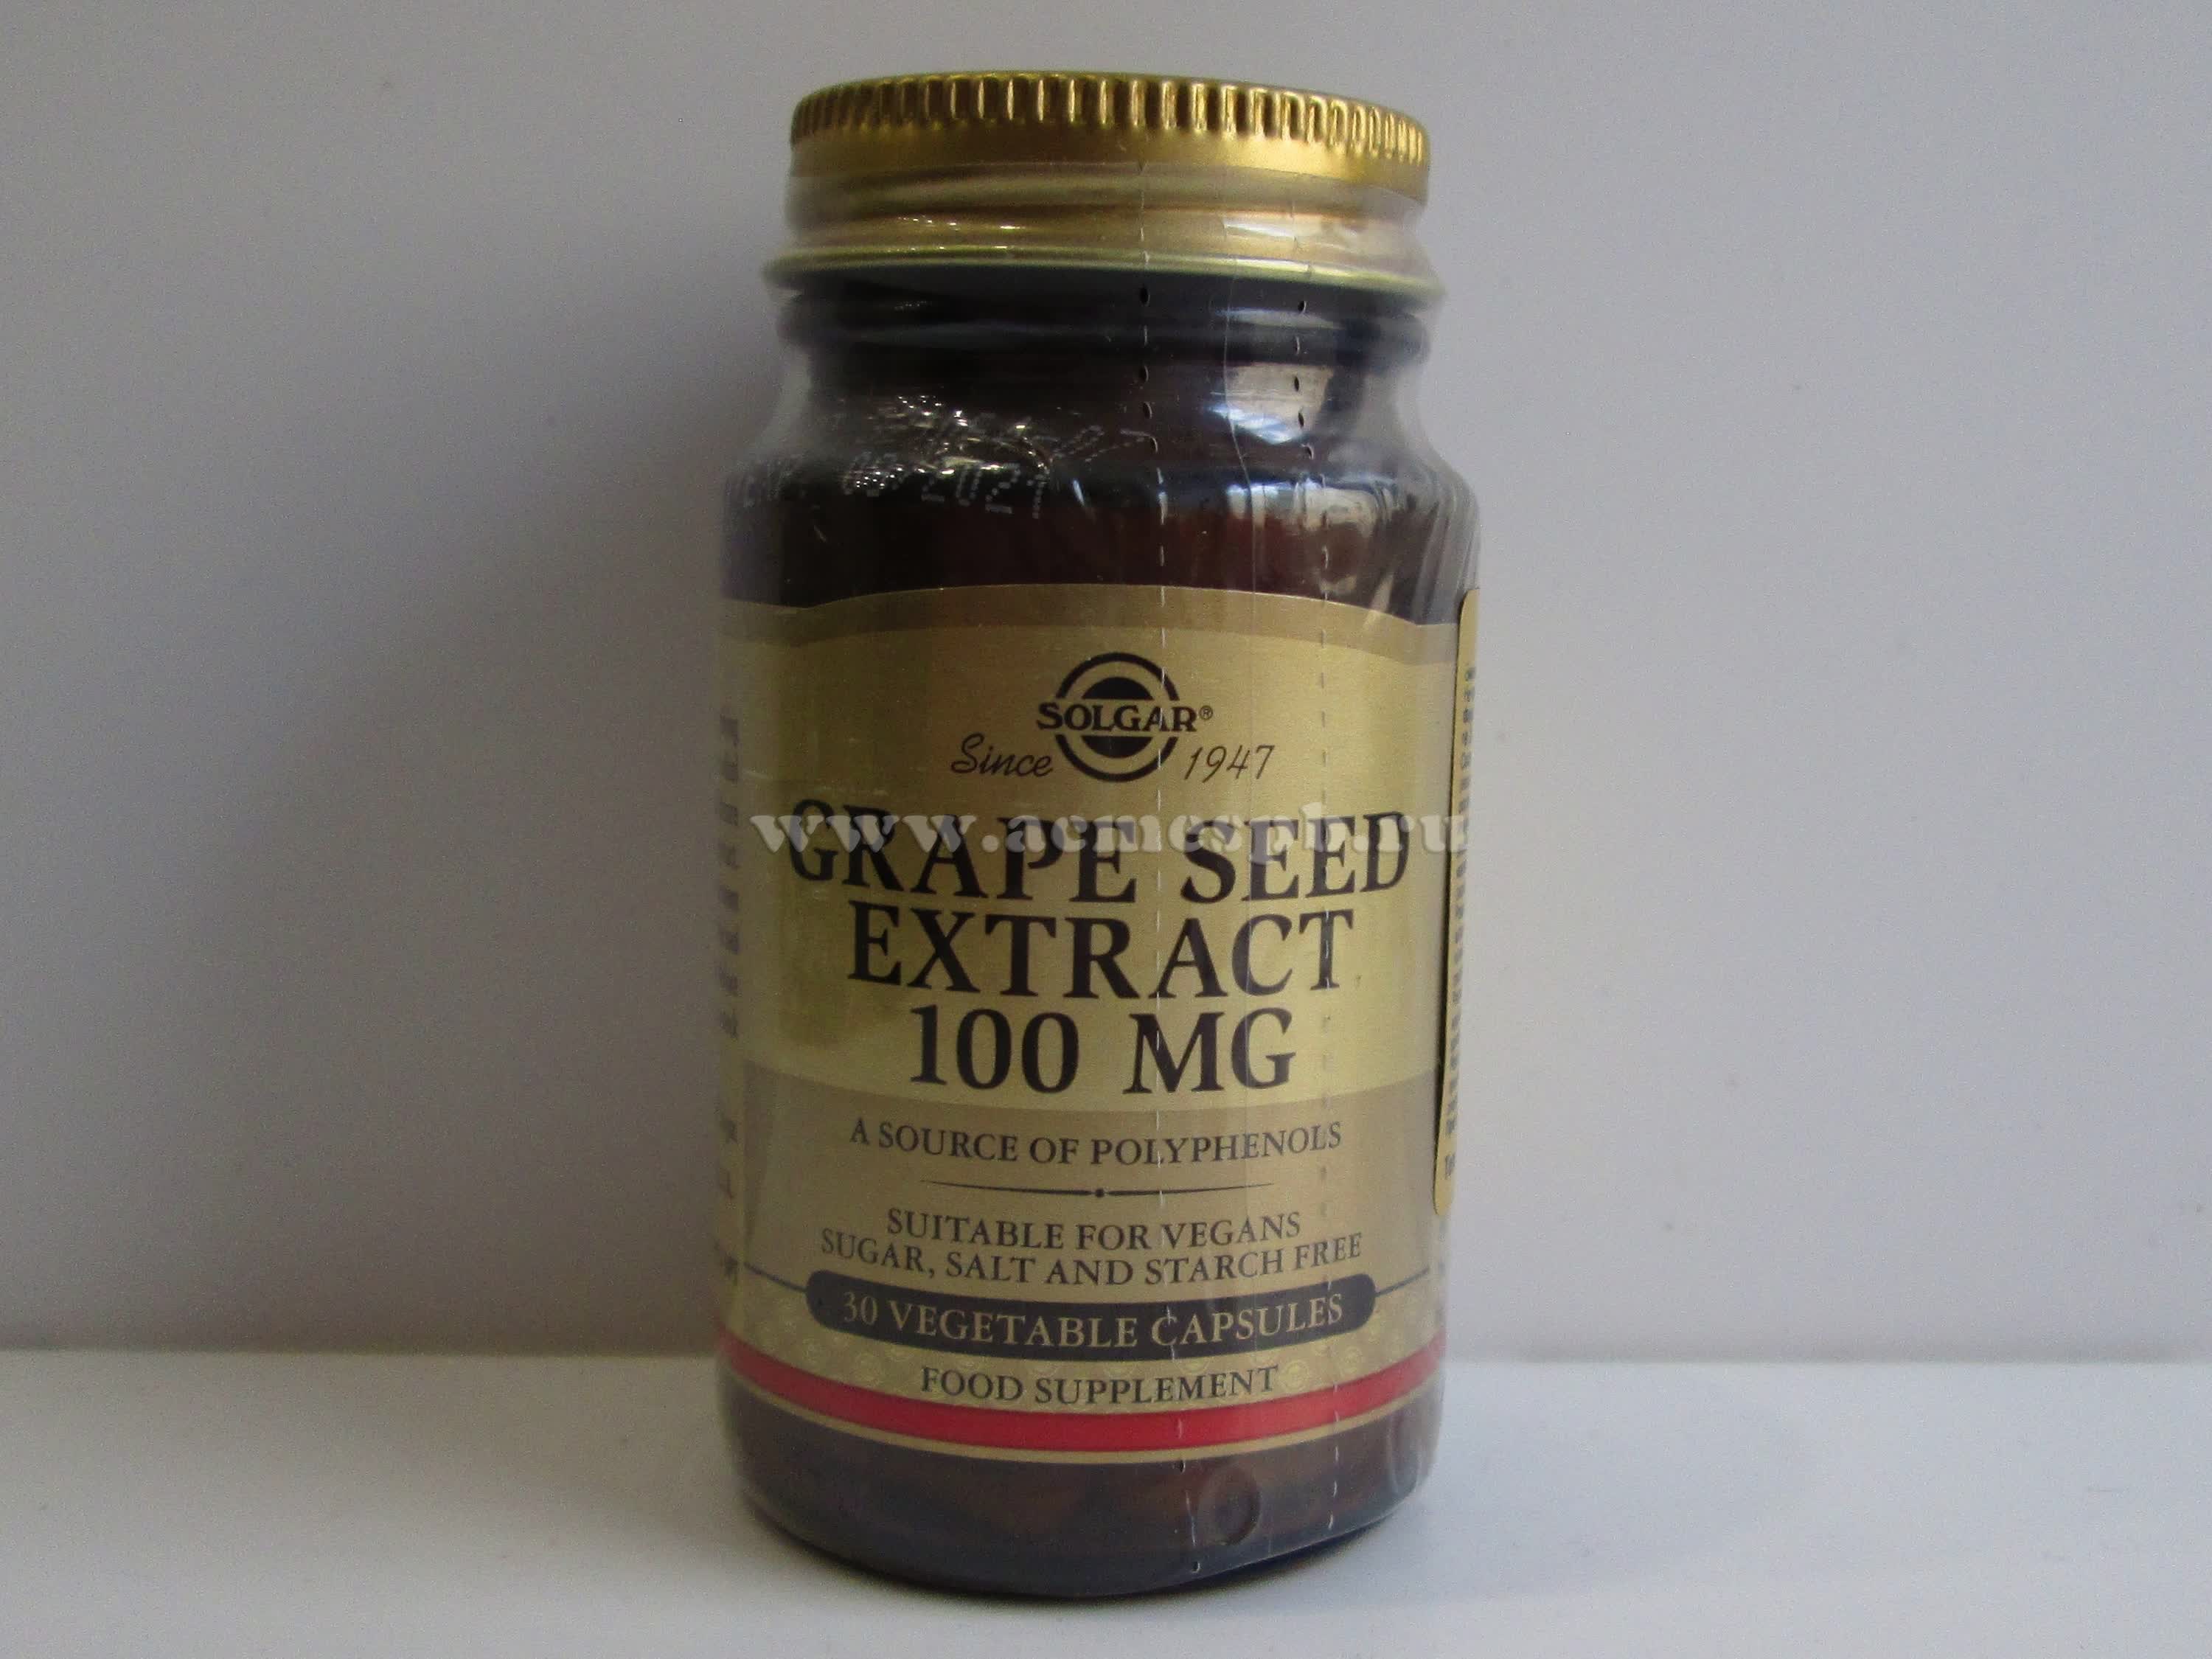 2021
SOLGAR®
Since 1947
www.acmespb.ru
GRAPE SEED
EXTRACT
100 MG
A SOURCE OF POLYPHENOLS
SUITABLE FOR VEGANS
SUGAR, SALT AND STARCH FREE
30 VEGETABLE CAPSULES
FOOD SUPPLEMENT